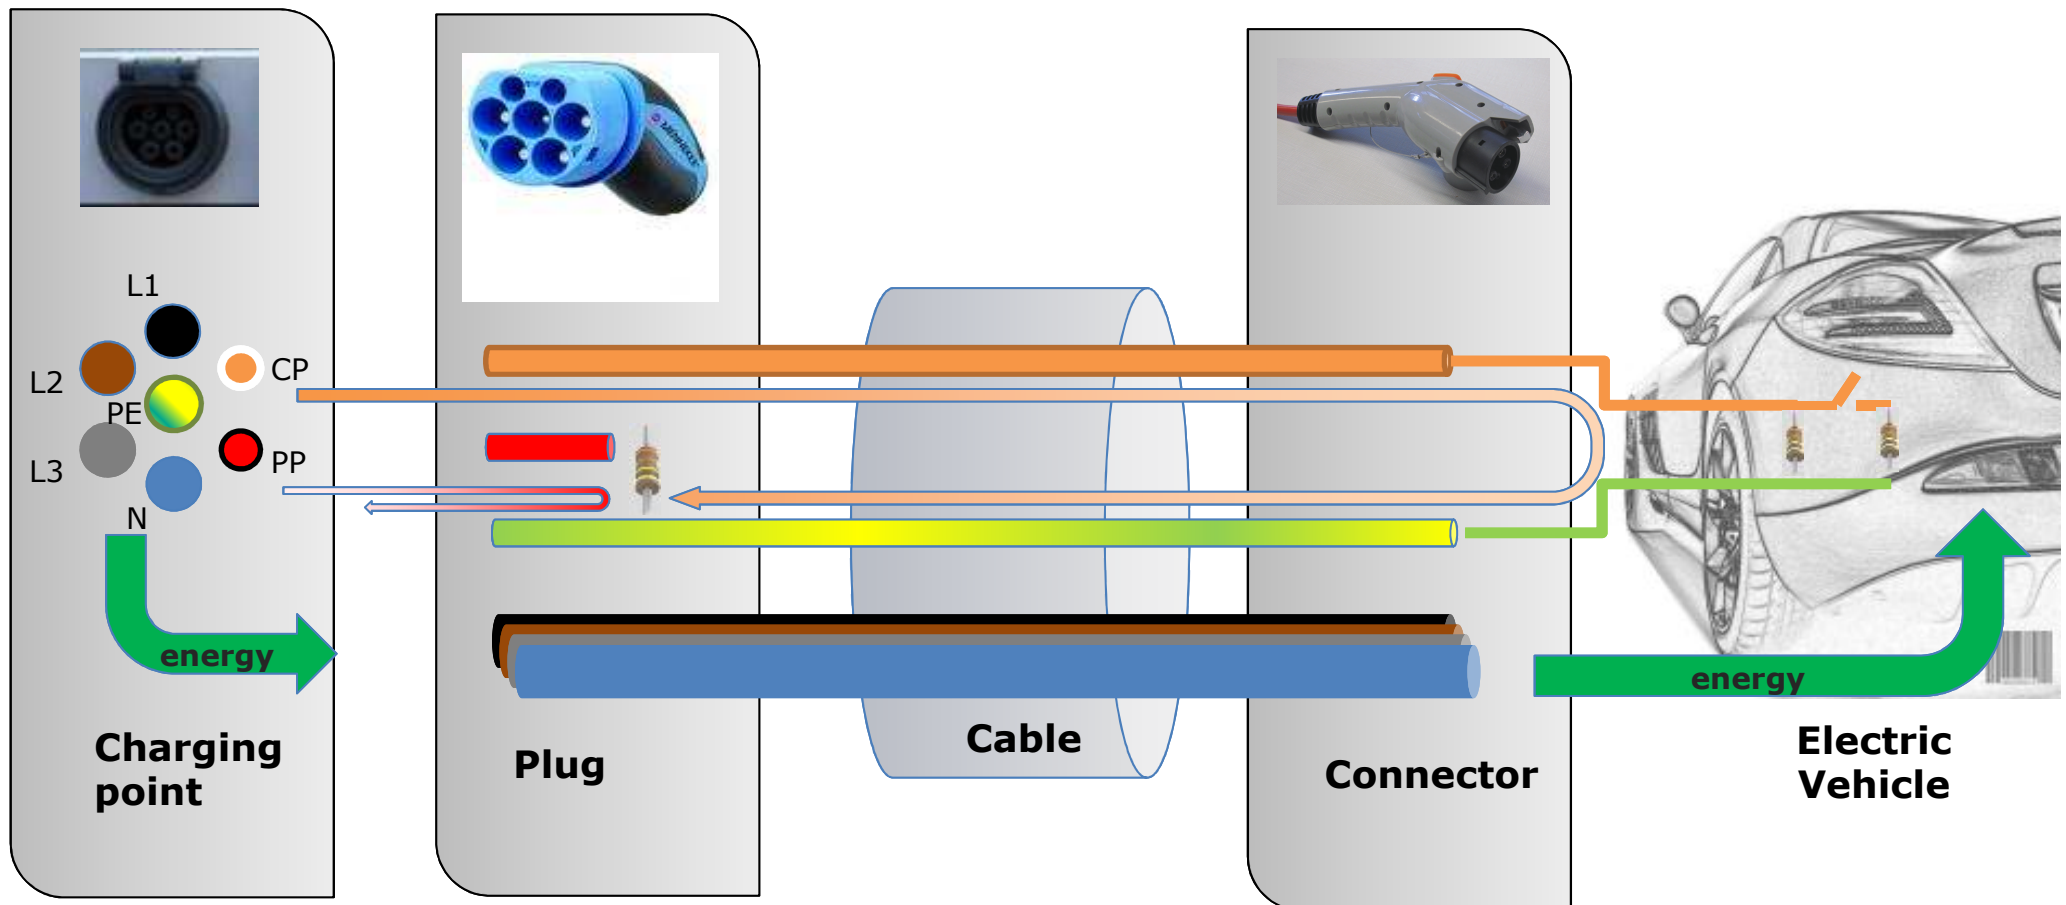 L1
L2
CP
PE
L3
PP
N
energy
energy
Charging
point
Plug
Cable
Connector
Electric
Vehicle